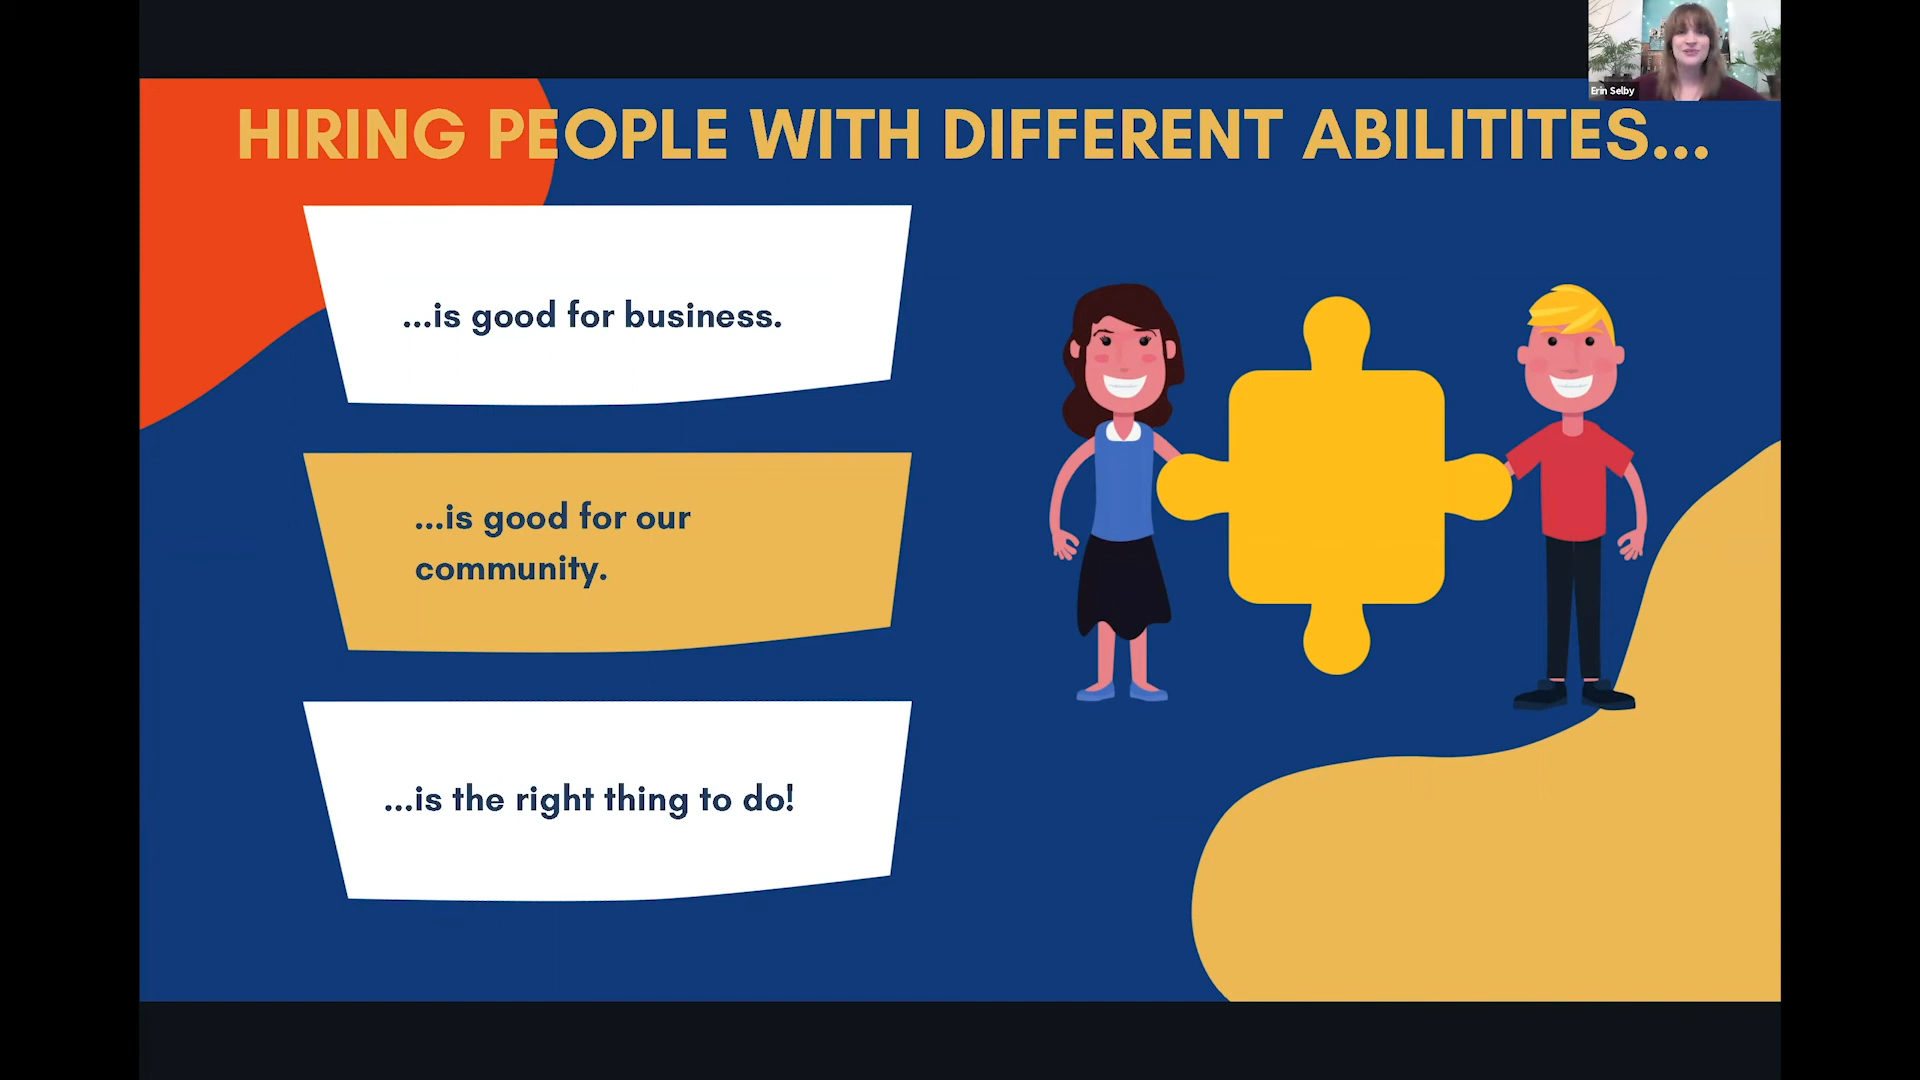 Erin Selby
HIRING PEOPLE WITH DIFFERENT ABILITITES...
...is good for business.
...is good for our
community.
...is the right thing to do!